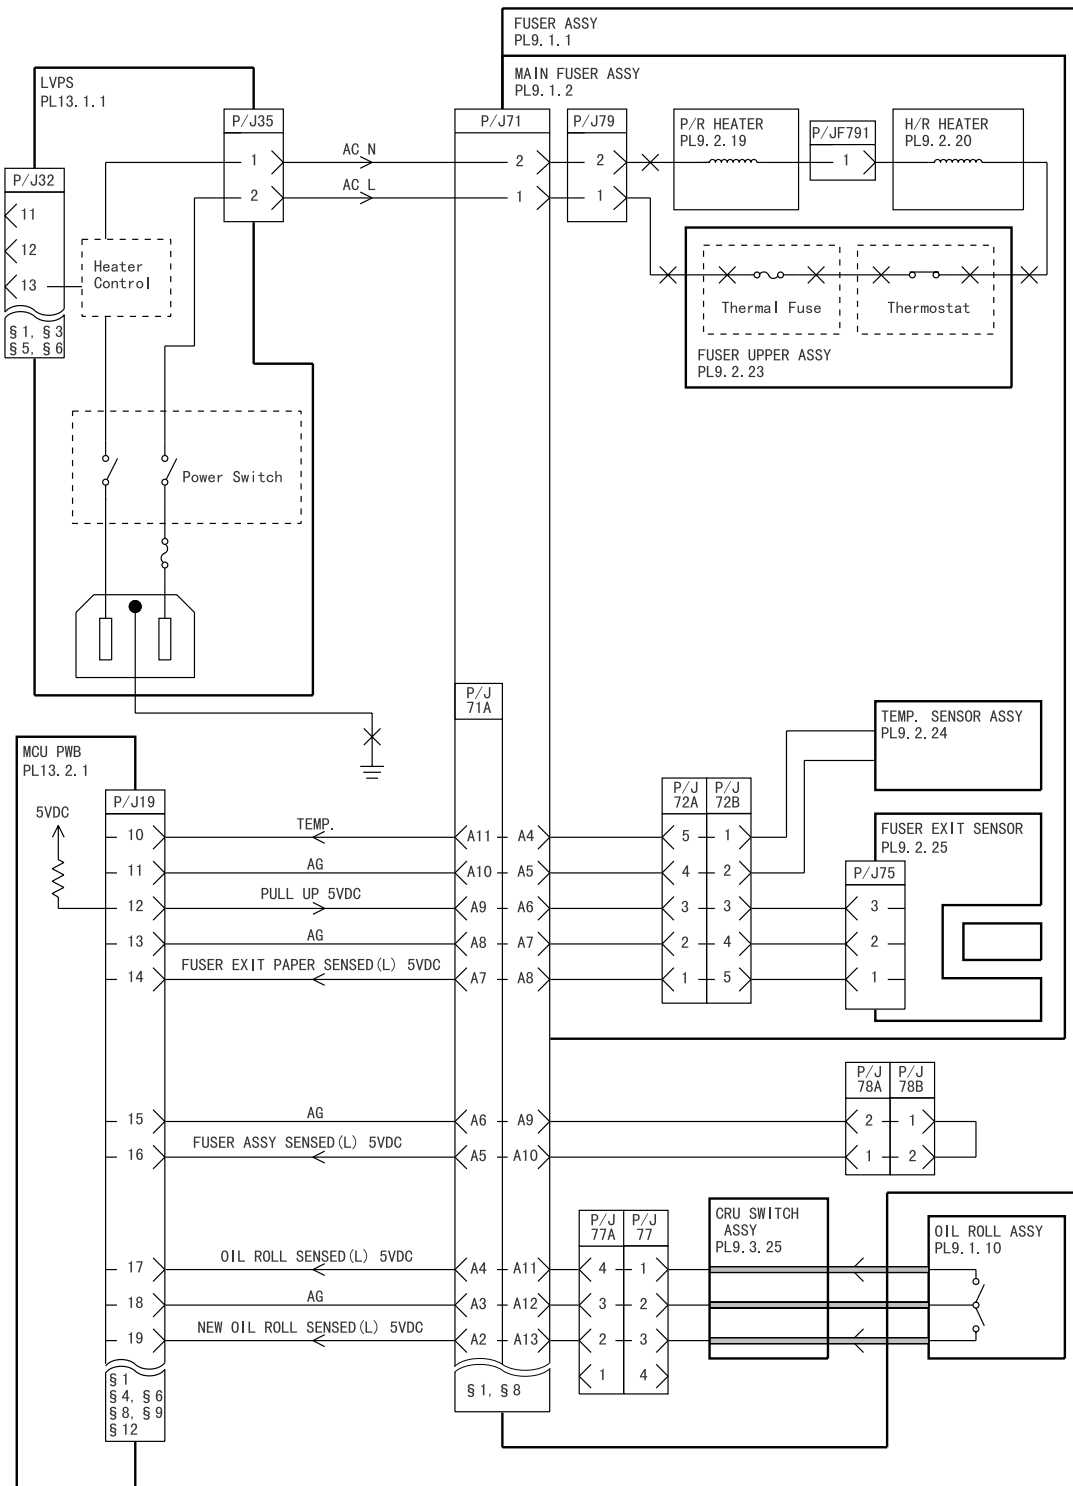 FUSER ASSY
PL9.1.1
MAIN FUSER ASSY
PL9.1.2
LVPS
PL13.1.1
P/J35
1
2
AC N
AC L
P/J71
2
1
P/J79
2
1
P/R HEATER
PL9.2.19
P/JF791
1
H/R HEATER
PL9.2.20
P/J32
11
12
13
§1, §3
§5, §6
Heater
Control
Thermal Fuse
Thermostat
FUSER UPPER ASSY
PL9.2.23
Power Switch
P/J
71A
MCU PWB
PL13.2.1
5VDC
P/J19
TEMP. SENSOR ASSY
PL9.2.24
P/J
72A
P/J
72B
FUSER EXIT SENSOR
PL9.2.25
P/J75
10 TEMP. A11 A4 5 1
11 AG A10 A5 4 2
12 PULL UP 5VDC A9 A6 3 3 3
13 AG A8 A7 2 4 2
14 FUSER EXIT PAPER SENSED(L) 5VDC A7 A8 1 5 1
P/J
78A
P/J
78B
15 AG A6 A9 2 1
16 FUSER ASSY SENSED(L) 5VDC A5 A10 1 2
P/J
77A
P/J
77
CRU SWITCH
ASSY
PL9.3.25
OIL ROLL ASSY
PL9.1.10
17 OIL ROLL SENSED(L) 5VDC A4 A11 4 1
18 AG A3 A12 3 2
19 NEW OIL ROLL SENSED(L) 5VDC A2 A13 2 3
1 4
§1
§4, §6
§8, §9
§12
§1, §8